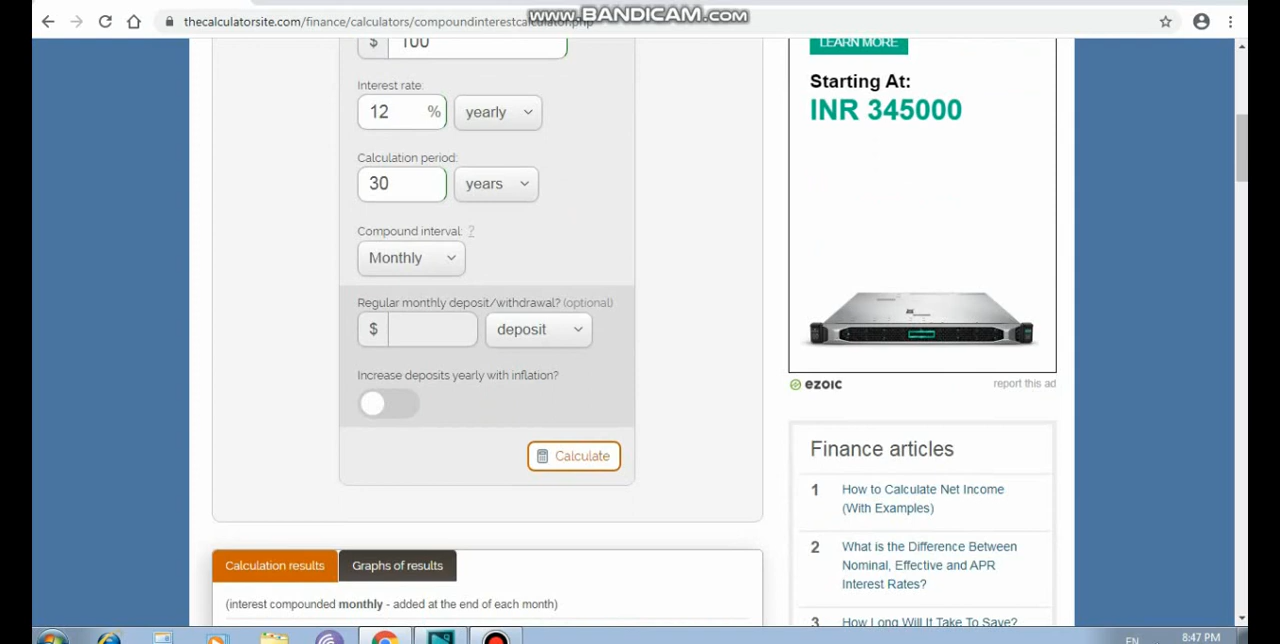 www.BANDICAM.com
thecalculatorsite.com/finance/calculators/compoundinterestcalculator.php
$ 100
LEARN MORE
Interest rate:
12 % yearly
Calculation period:
30 years
Compound interval: ?
Monthly
Regular monthly deposit/withdrawal? (optional)
$ deposit
Increase deposits yearly with inflation?
Calculate
Calculation results Graphs of results
(interest compounded monthly - added at the end of each month)
Starting At:
INR 345000
ezoic report this ad
Finance articles
1 How to Calculate Net Income
(With Examples)
2 What is the Difference Between
Nominal, Effective and APR
Interest Rates?
3 How Long Will It Take To Save?
EN 8:47 PM